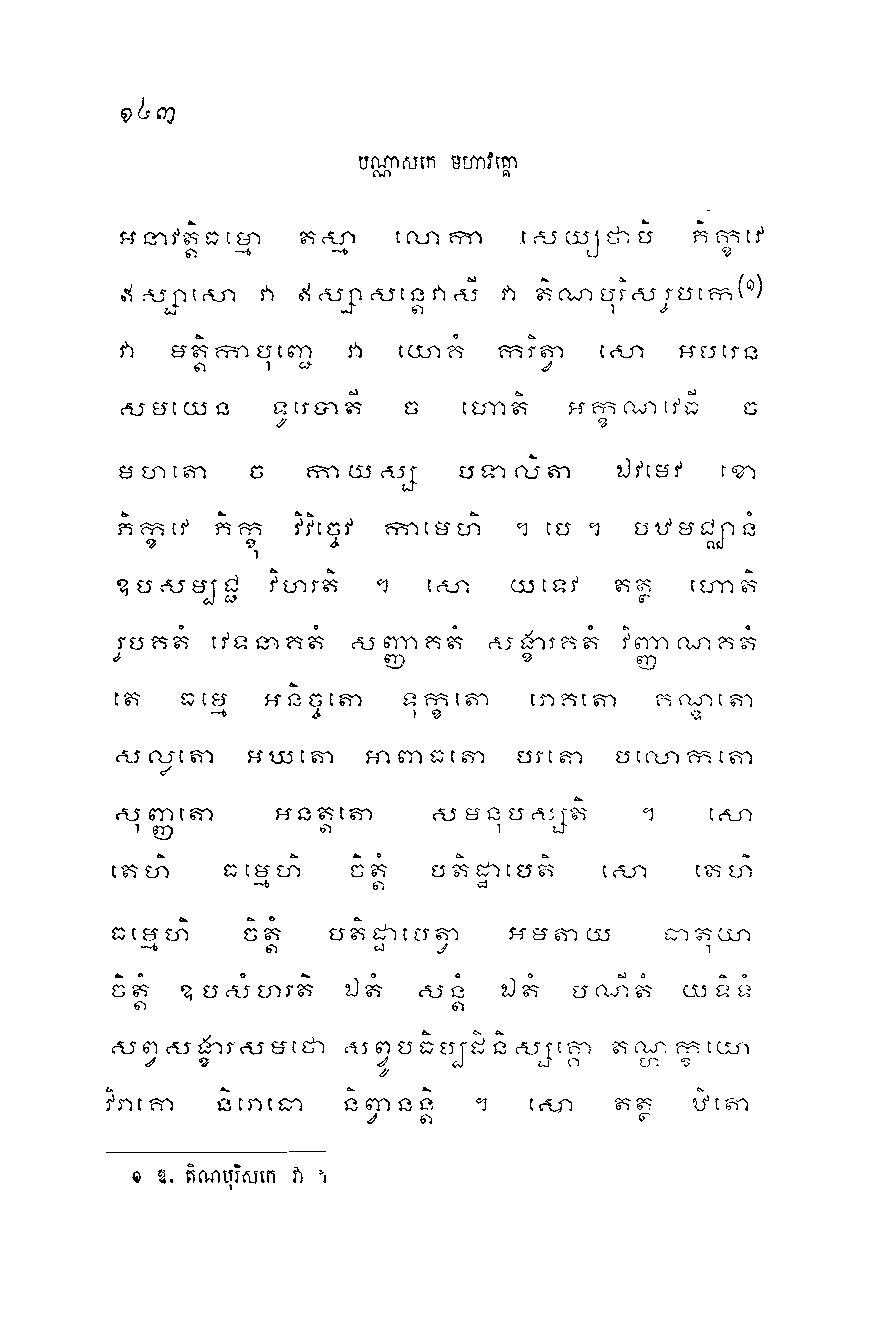 ១៤៣
បណ្ណាសកេ មហាវគ្គោ
អនាវត្តិធម្មោ តស្មា លោកា សេយ្យថាបិ ភិក្ខវេ
ឥស្សាសោ វា ឥស្សាសន្តេវាសី វា តិណបុរិសរូបកេ(១)
វា មត្តិកាបុញ្ជេ វា យោគំ ករិត្វា សោ អបរេន
សមយេន ទូរេទាតី ច ហោតិ អក្ខណវេធី ច
មហតោ ច កាយស្ស បទាលិតា ឯវមេវ ខោ
ភិក្ខវេ ភិក្ខុ វិវិច្ចេវ កាមេហិ ។ បេ ។ បឋមជ្ឈានំ
ឧបសម្បជ្ជ វិហរតិ ។ សោ យទេវ តត្ថ ហោតិ
រូបគតំ វេទនាគតំ សញ្ញាគតំ សង្ខារគតំ វិញ្ញាណគតំ
តេ ធម្មេ អនិច្ចតោ ទុក្ខតោ រោគតោ គណ្ឌតោ
សល្លតោ អឃតោ អាពាធតោ បរតោ បលោកតោ
សុញ្ញតោ អនត្តតោ សមនុបស្សតិ ។ សោ
តេហិ ធម្មេហិ ចិត្តំ បតិដ្ឋាបេតិ សោ តេហិ
ធម្មេហិ ចិត្តំ បតិដ្ឋាបេត្វា អមតាយ ធាតុយា
ចិត្តំ ឧបសំហរតិ ឯតំ សន្តំ ឯតំ បណីតំ យទិទំ
សព្វសង្ខារសមថោ សព្វូបធិប្បដិនិស្សគ្គោ តណ្ហក្ខយោ
វិរាគោ និរោធោ និព្វានន្តិ ។ សោ តត្ថ ឋិតោ
១ ឱ. តិណបុរិសកេ វា ។